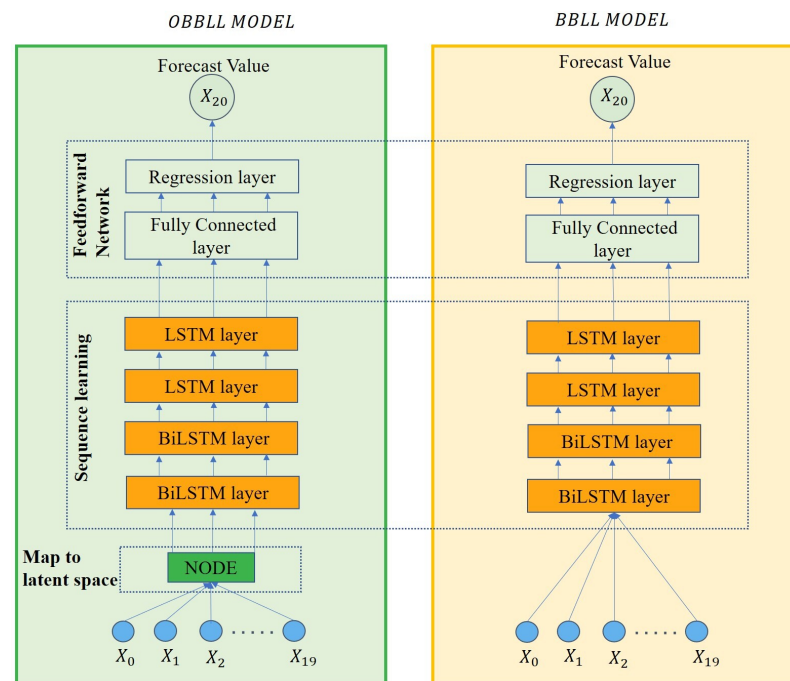 OBBLL MODEL
BBLL MODEL
Forecast Value
X20
Regression layer
Fully Connected
layer
Feedforward
Network
LSTM layer
LSTM layer
BiLSTM layer
BiLSTM layer
Sequence learning
Map to
latent space
NODE
X0 X1 X2 ..... X19
Forecast Value
X20
Regression layer
Fully Connected
layer
LSTM layer
LSTM layer
BiLSTM layer
BiLSTM layer
X0 X1 X2 ..... X19